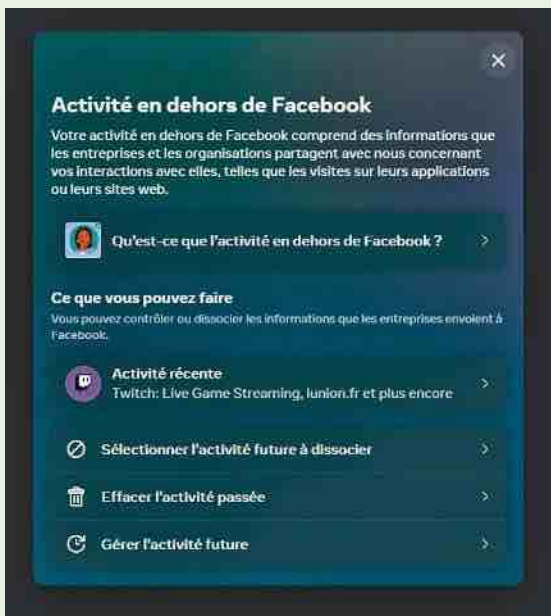 Activité en dehors de Facebook
Votre activité en dehors de Facebook comprend des informations que
les entreprises et les organisations partagent avec nous concernant
vos interactions avec elles, telles que les visites sur leurs applications
ou leurs sites web.
Qu'est-ce que l'activité en dehors de Facebook ?
Ce que vous pouvez faire
Vous pouvez contrôler ou dissocier les informations que les entreprises envoient à
Facebook.
Activité récente
Twitch: Live Game Streaming, lunion.fr et plus encore
Sélectionner l'activité future à dissocier
Effacer l'activité passée
Gérer l'activité future